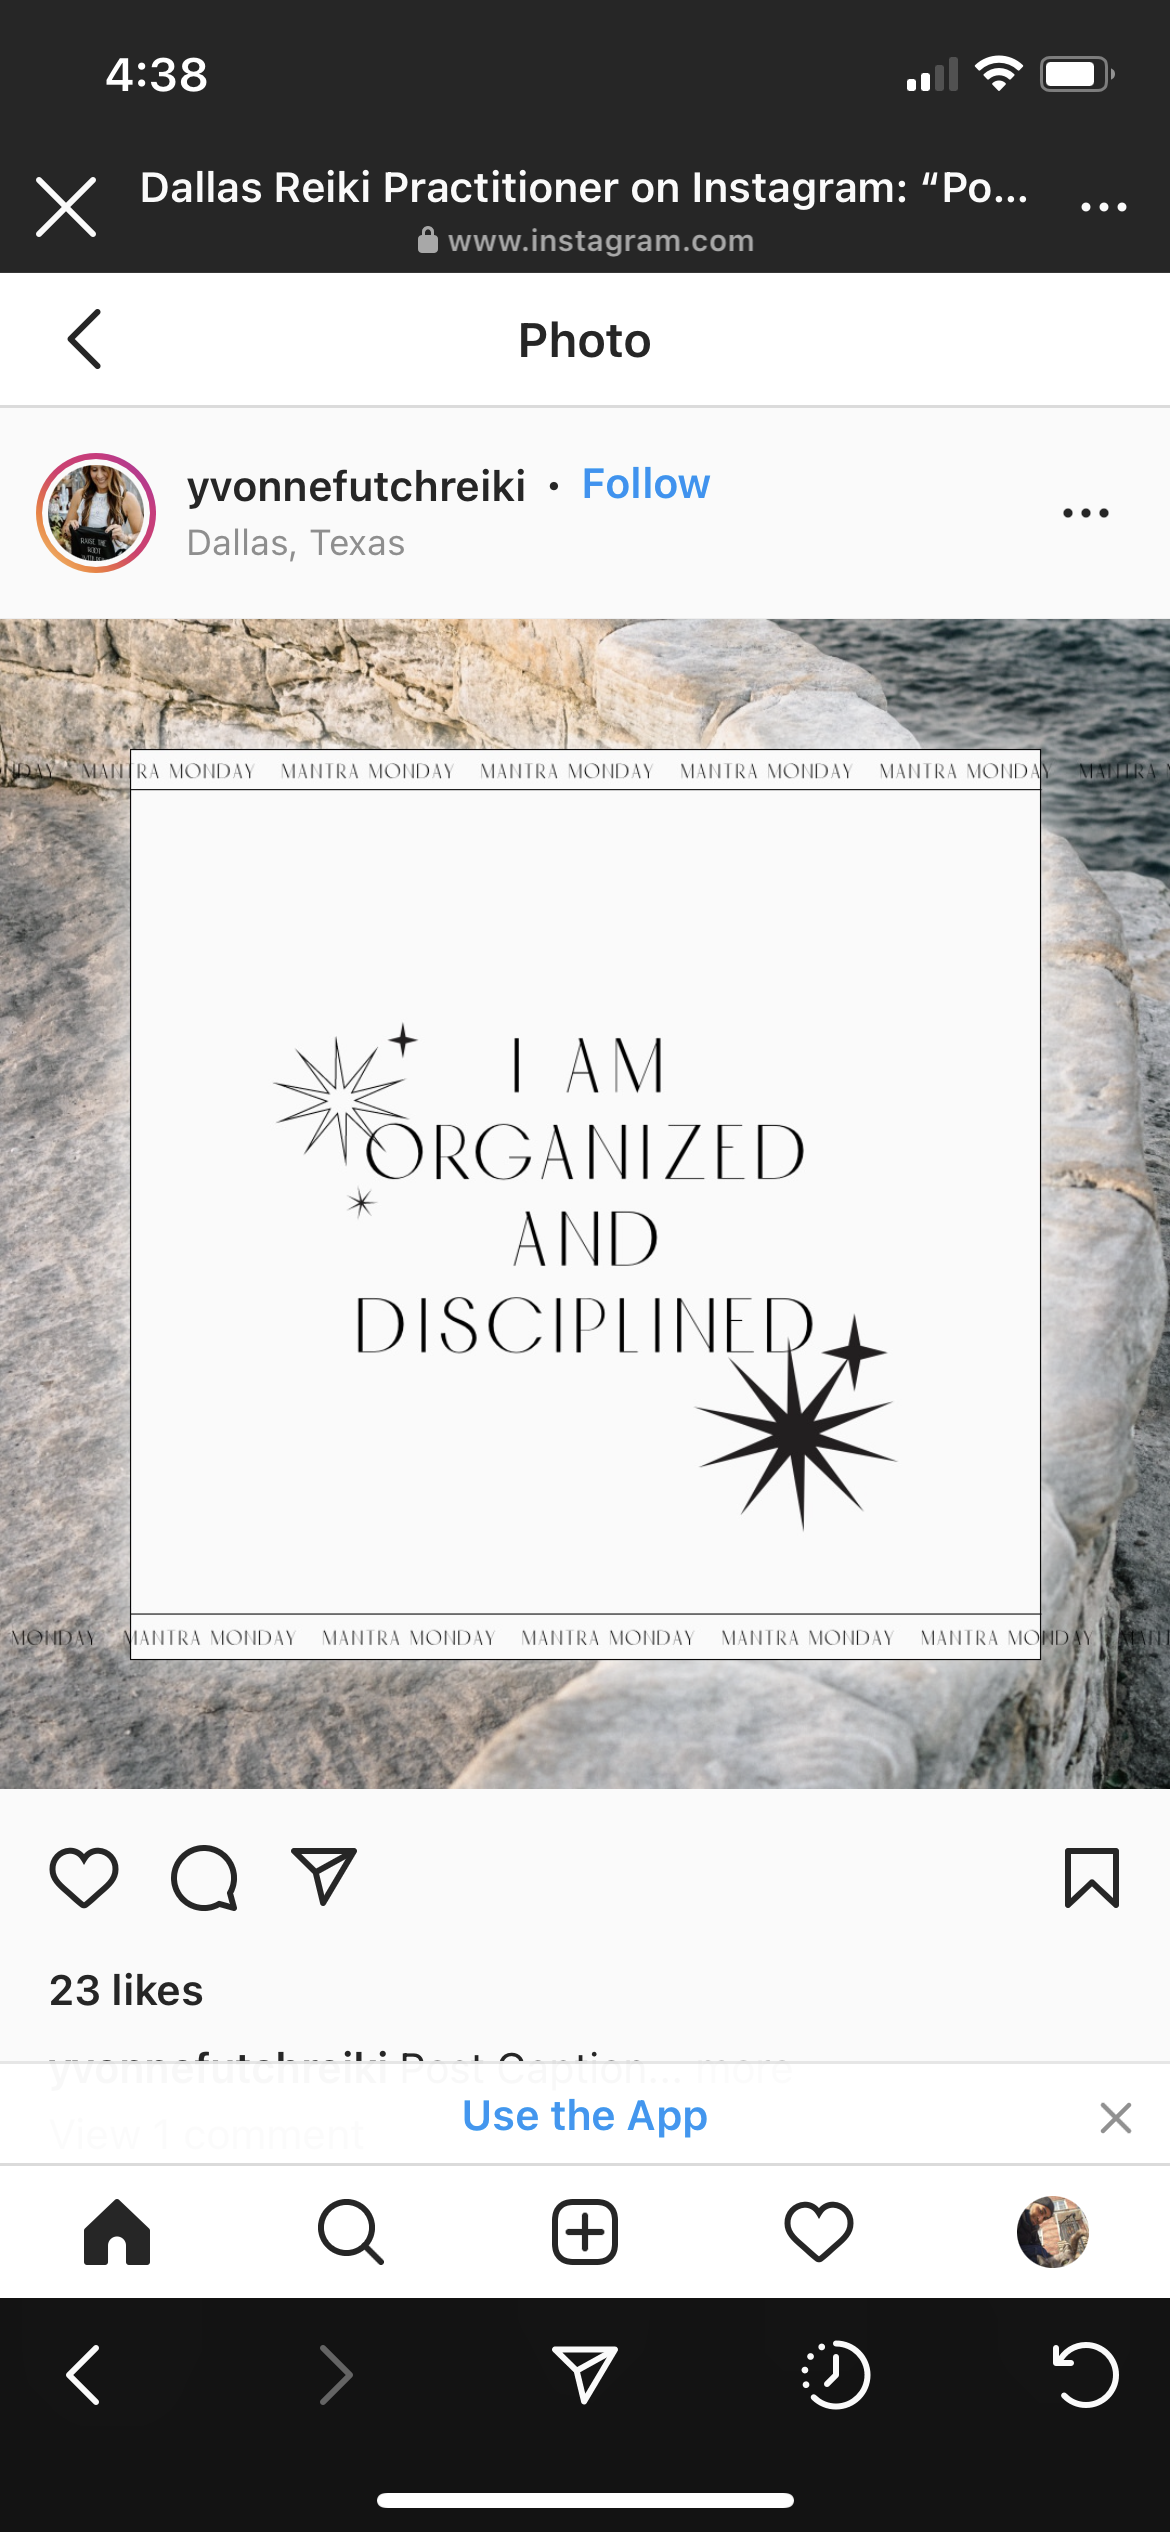 4:38
Dallas Reiki Practitioner on Instagram: “Po...
www.instagram.com
Photo
yvonnefutchreiki • Follow
Dallas, Texas
NDAY MANTRA MONDAY MANTRA MONDAY MANTRA MONDAY MANTRA MONDAY MANTRA MONDAY MANTRA
I AM
ORGANIZED
AND
DISCIPLINED
MONDAY MANTRA MONDAY MANTRA MONDAY MANTRA MONDAY MANTRA MONDAY MANTRA MONDAY MANT
23 likes
yvonnefutchreiki Post Caption... more
View 1 comment
Use the App